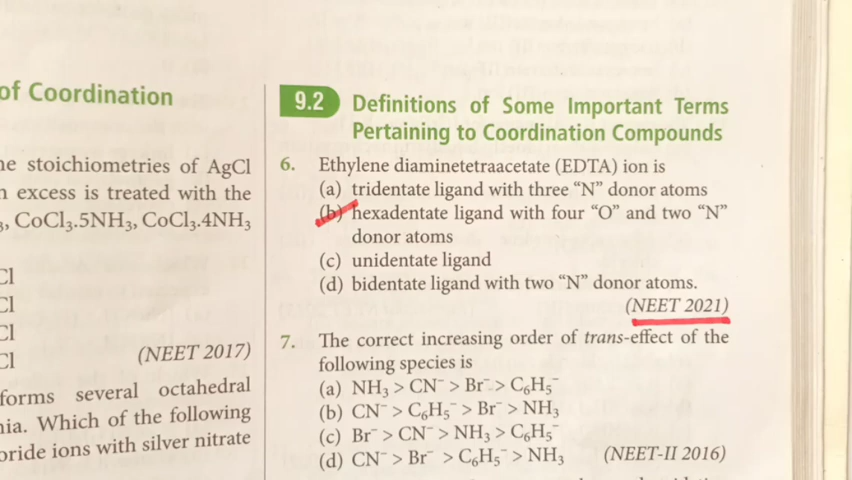 of Coordination
he stoichiometries of AgCl
n excess is treated with the
, CoCl₃.5NH₃, CoCl₃.4NH₃
Cl
Cl
Cl
Cl
(NEET 2017)
forms several octahedral
nia. Which of the following
oride ions with silver nitrate
9.2 Definitions of Some Important Terms
Pertaining to Coordination Compounds
6. Ethylene diaminetetraacetate (EDTA) ion is
(a) tridentate ligand with three “N” donor atoms
(b) hexadentate ligand with four “O” and two “N”
donor atoms
(c) unidentate ligand
(d) bidentate ligand with two “N” donor atoms.
(NEET 2021)
7. The correct increasing order of trans-effect of the
following species is
(a) NH₃ > CN⁻ > Br⁻ > C₆H₅⁻
(b) CN⁻ > C₆H₅⁻ > Br⁻ > NH₃
(c) Br⁻ > CN⁻ > NH₃ > C₆H₅⁻
(d) CN⁻ > Br⁻ > C₆H₅⁻ > NH₃ (NEET-II 2016)